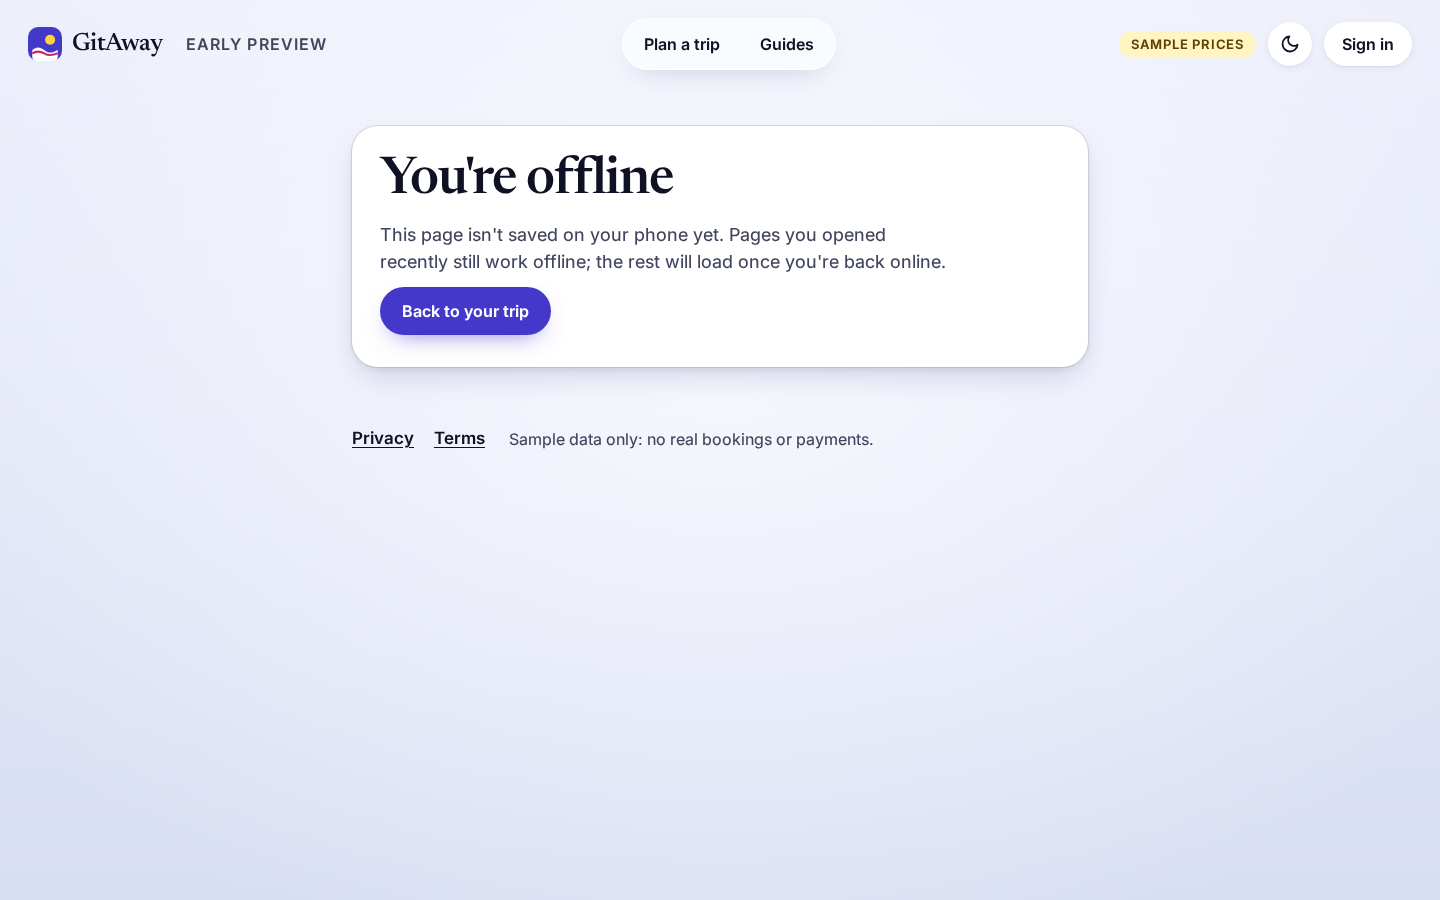 GitAway
EARLY PREVIEW
Plan a trip
Guides
SAMPLE PRICES
Sign in
You're offline
This page isn't saved on your phone yet. Pages you opened
recently still work offline; the rest will load once you're back online.
Back to your trip
Privacy
Terms
Sample data only: no real bookings or payments.